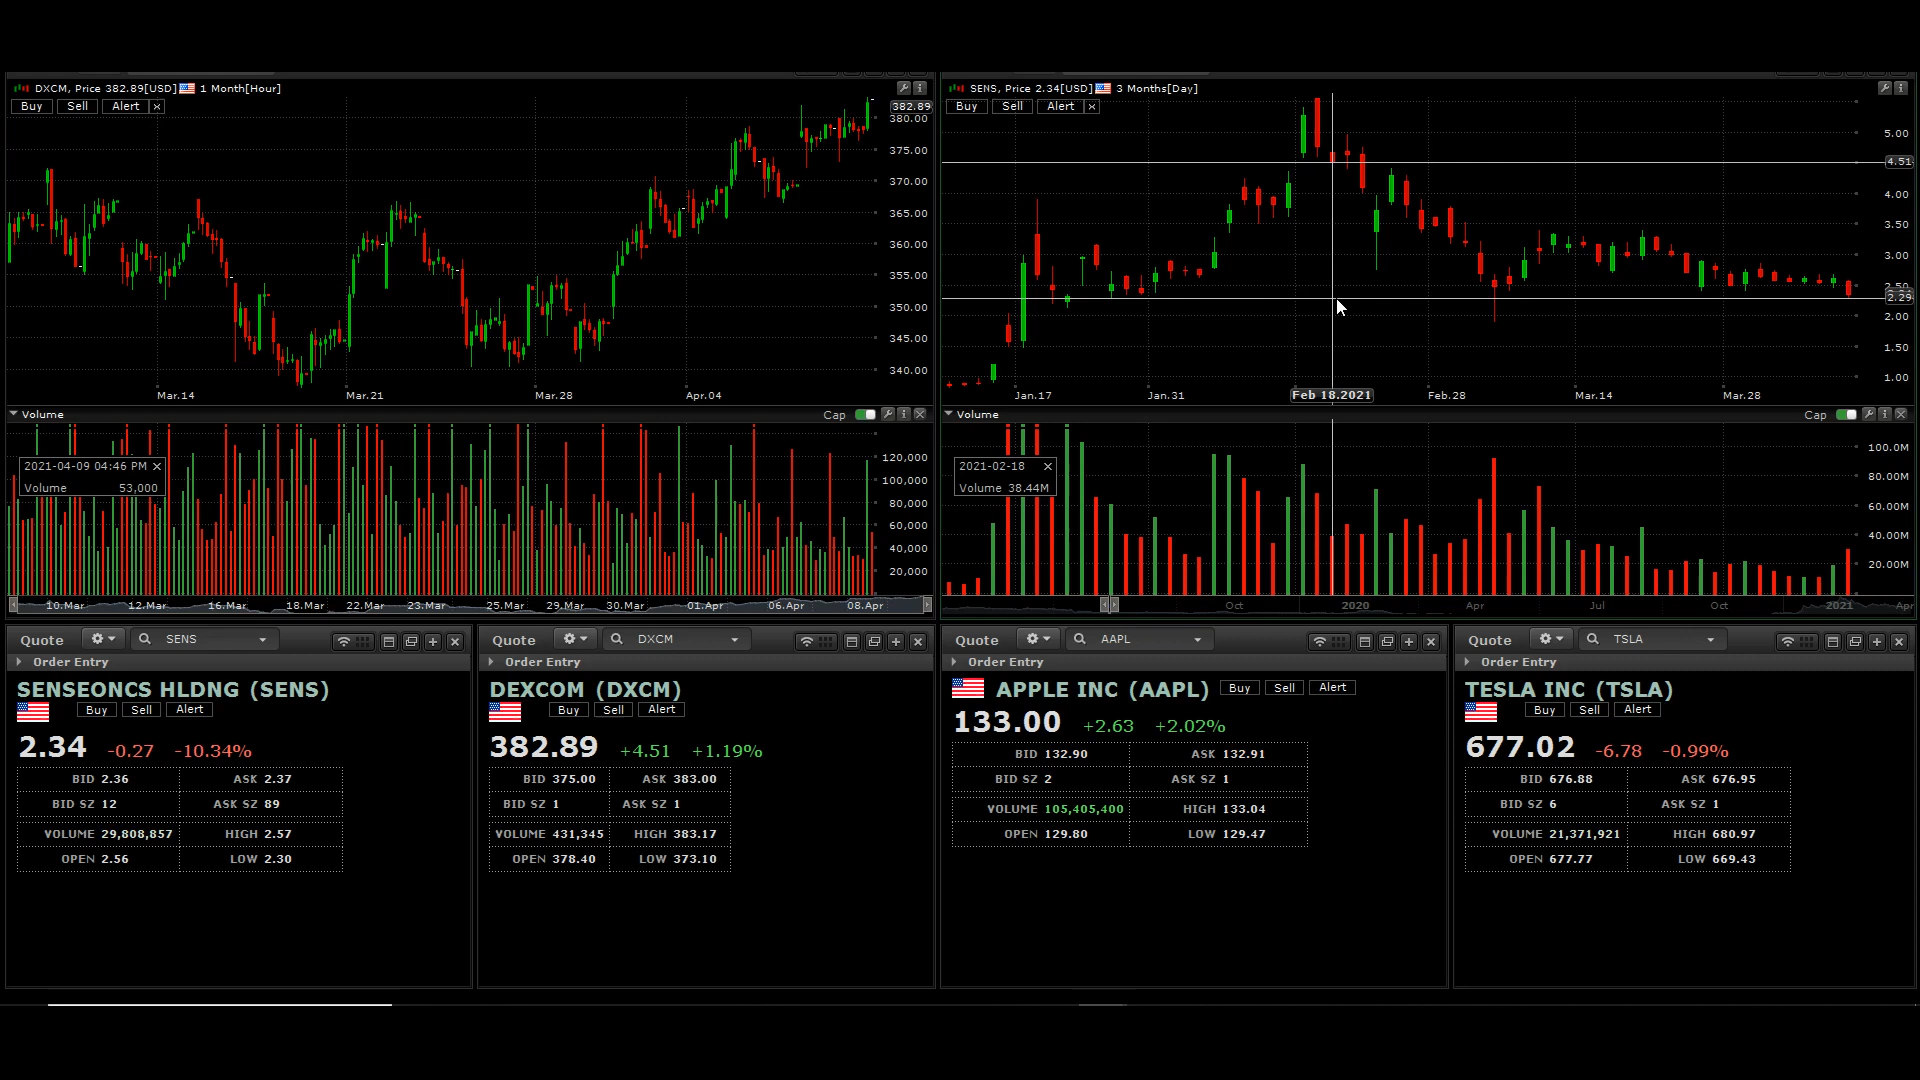 DXCM, Price 382.89[USD] 1 Month[Hour]
Buy Sell Alert
382.89
380.00
375.00
370.00
365.00
360.00
355.00
350.00
345.00
340.00
Mar.14 Mar.21 Mar.28 Apr.04
Volume Cap
2021-04-09 04:46 PM
Volume 53,000
120,000
100,000
80,000
60,000
40,000
20,000
10.Mar 12.Mar 16.Mar 18.Mar 22.Mar 23.Mar 25.Mar 29.Mar 30.Mar 01.Apr 06.Apr 08.Apr
SENS, Price 2.34[USD] 3 Months[Day]
Buy Sell Alert
5.00
4.51
4.00
3.50
3.00
2.50
2.29
2.00
1.50
1.00
Jan.17 Jan.31 Feb 18.2021 Feb.28 Mar.14 Mar.28
Volume Cap
2021-02-18
Volume 38.44M
100.0M
80.00M
60.00M
40.00M
20.00M
Oct 2020 Apr Jul Oct 2021 Apr
Quote SENS
Order Entry
SENSEONCS HLDNG (SENS)
Buy Sell Alert
2.34 -0.27 -10.34%
BID 2.36 ASK 2.37
BID SZ 12 ASK SZ 89
VOLUME 29,808,857 HIGH 2.57
OPEN 2.56 LOW 2.30
Quote DXCM
Order Entry
DEXCOM (DXCM)
Buy Sell Alert
382.89 +4.51 +1.19%
BID 375.00 ASK 383.00
BID SZ 1 ASK SZ 1
VOLUME 431,345 HIGH 383.17
OPEN 378.40 LOW 373.10
Quote AAPL
Order Entry
APPLE INC (AAPL) Buy Sell Alert
133.00 +2.63 +2.02%
BID 132.90 ASK 132.91
BID SZ 2 ASK SZ 1
VOLUME 105,405,400 HIGH 133.04
OPEN 129.80 LOW 129.47
Quote TSLA
Order Entry
TESLA INC (TSLA)
Buy Sell Alert
677.02 -6.78 -0.99%
BID 676.88 ASK 676.95
BID SZ 6 ASK SZ 1
VOLUME 21,371,921 HIGH 680.97
OPEN 677.77 LOW 669.43